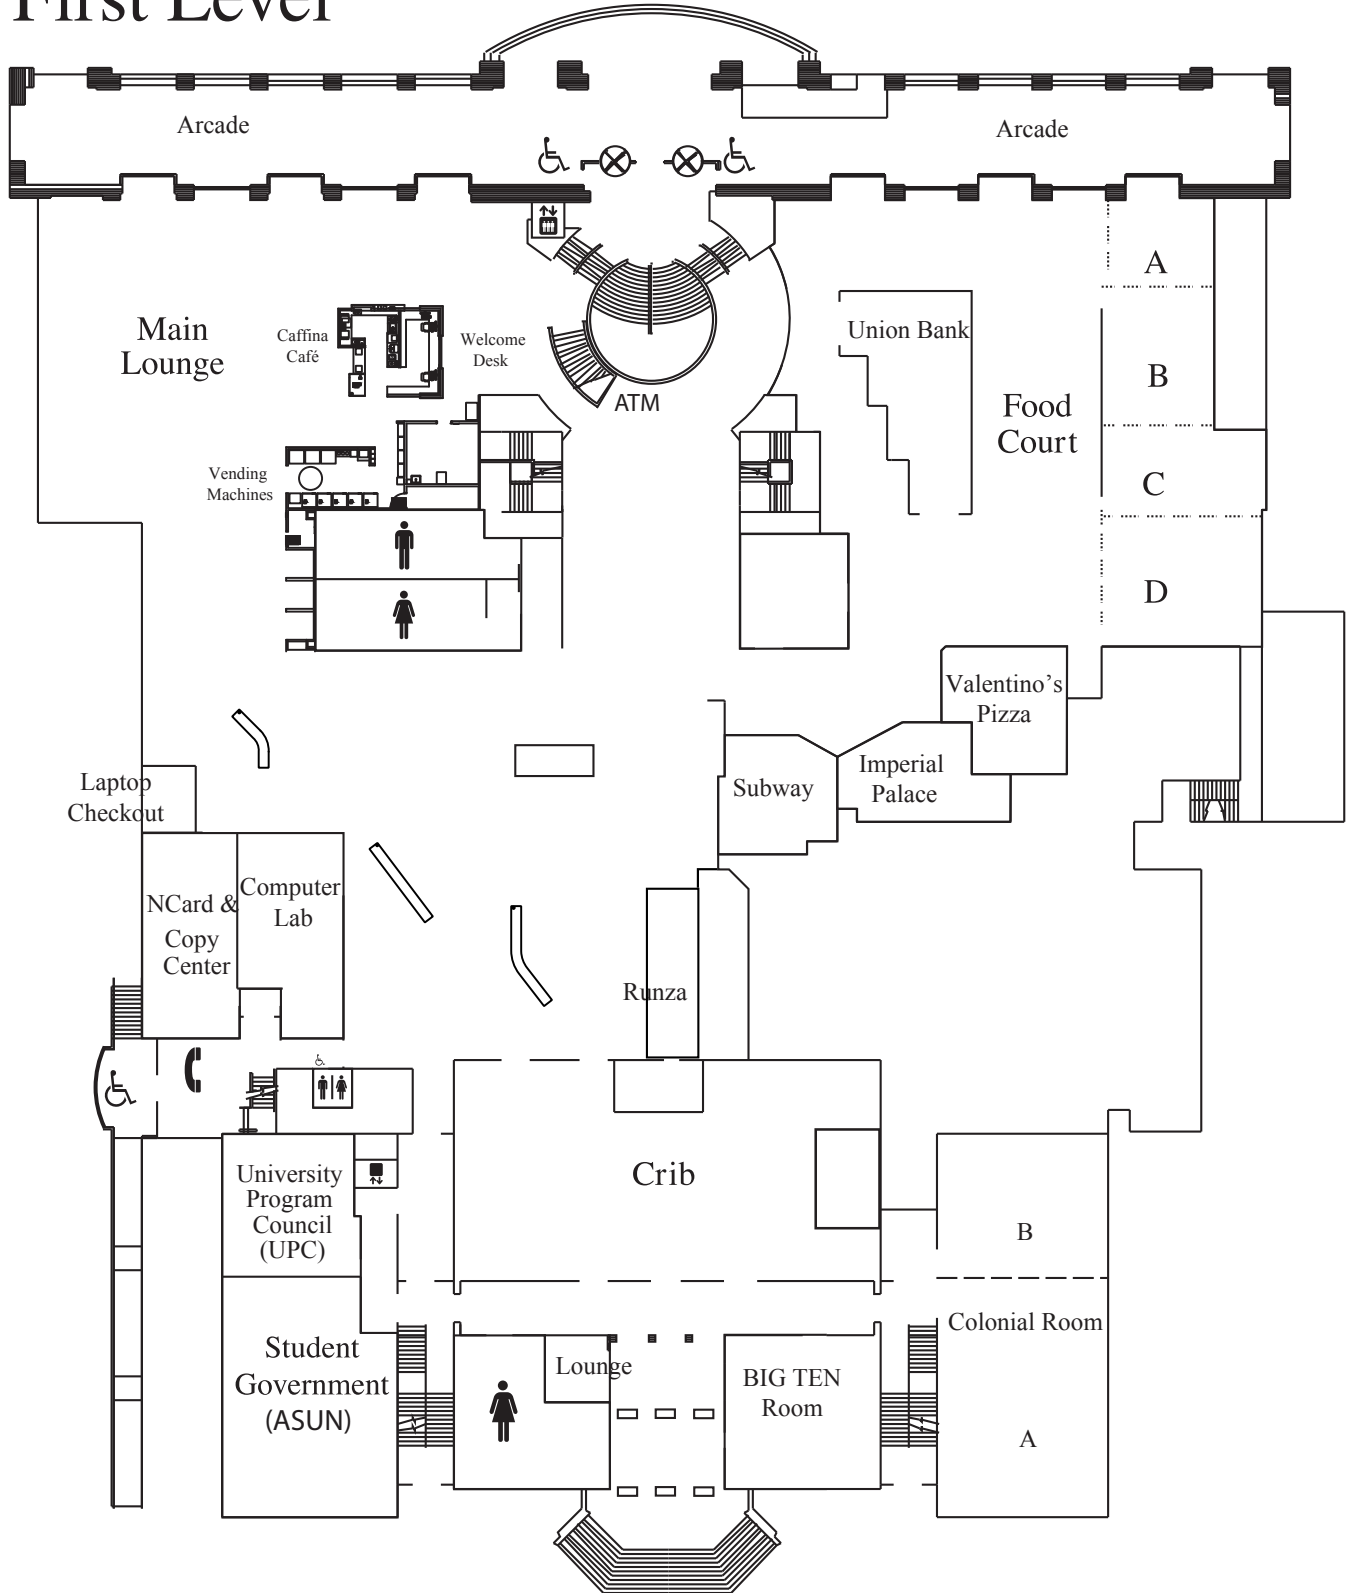 First Level
Arcade
Arcade
A
Main
Lounge
Caffina
Café
Welcome
Desk
ATM
Union Bank
B
Food
Court
C
Vending
Machines
D
Valentino’s
Pizza
Imperial
Palace
Subway
Laptop
Checkout
NCard &
Copy
Center
Computer
Lab
Runza
University
Program
Council
(UPC)
Crib
B
Colonial Room
Student
Government
(ASUN)
Lounge
BIG TEN
Room
A